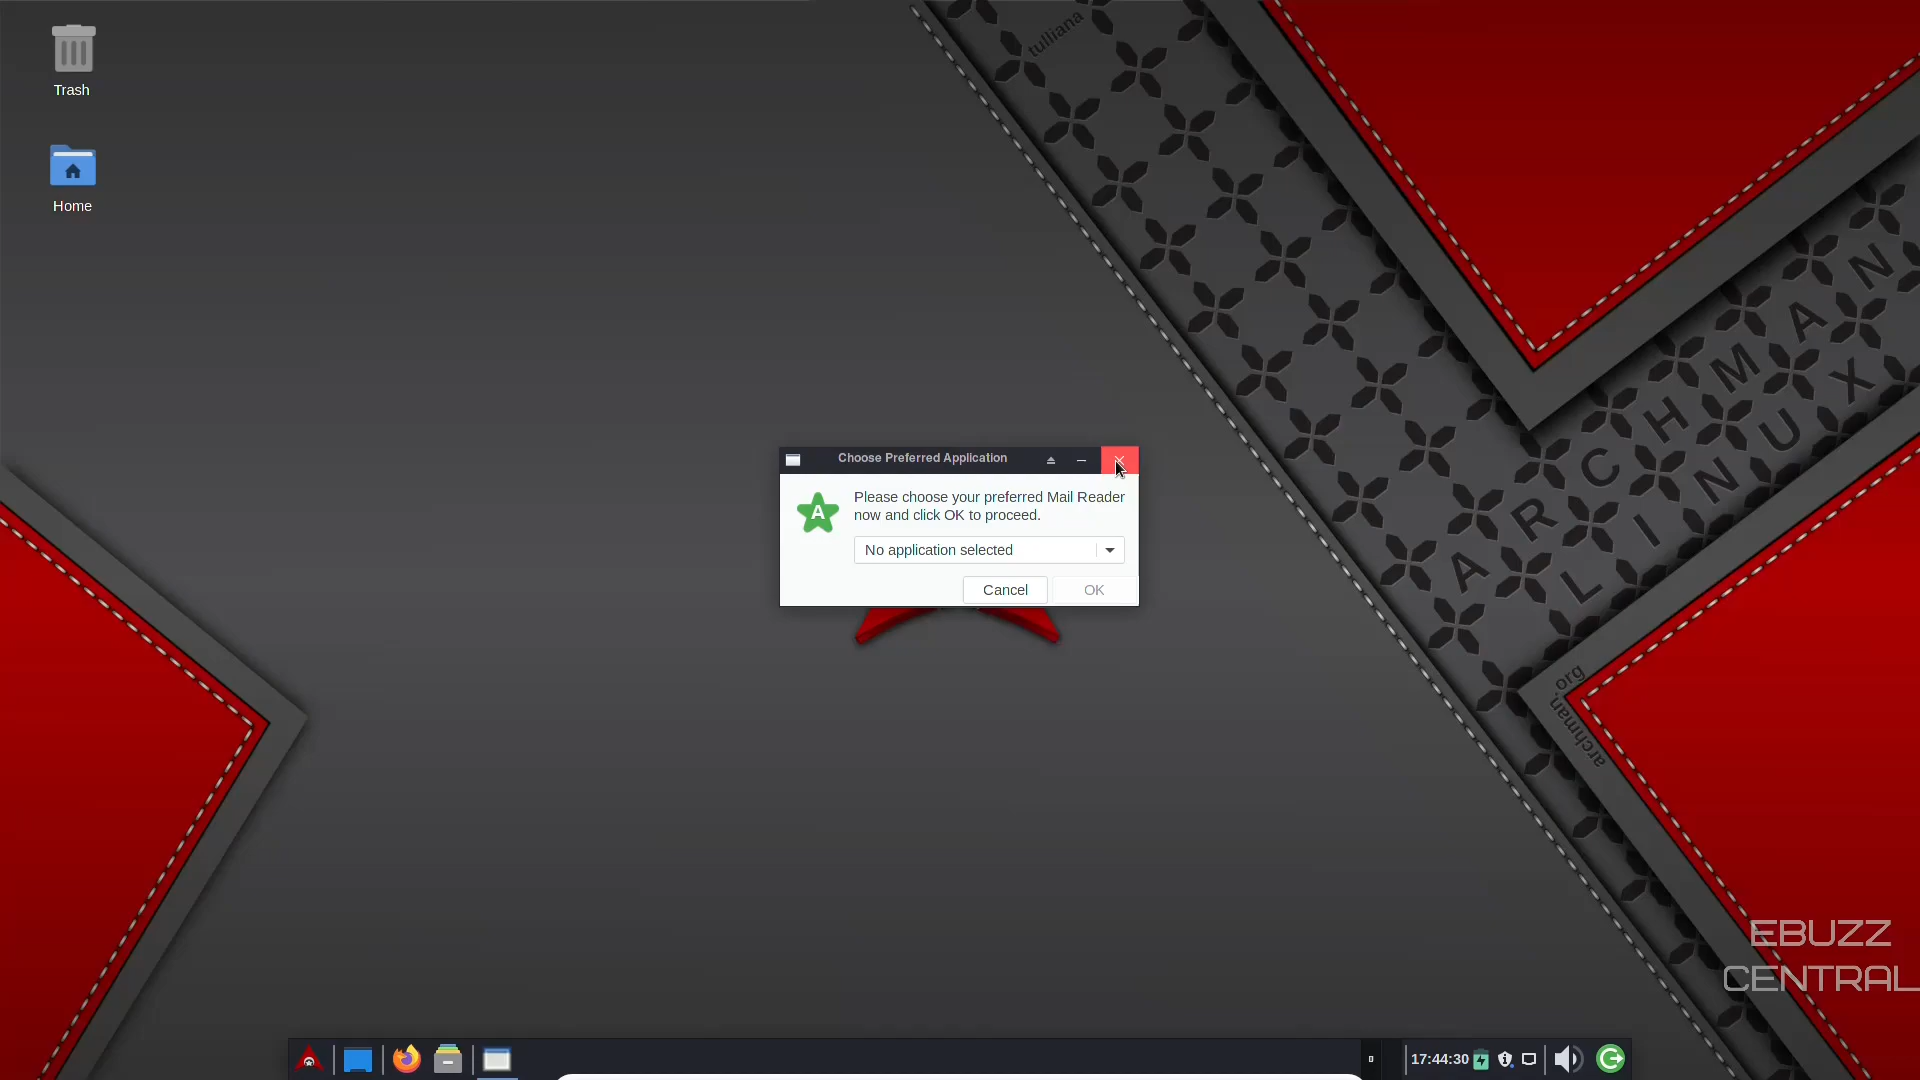 Trash
Home
tulliana
ARCHMAN
LINUX
archman.org
Choose Preferred Application
Please choose your preferred Mail Reader
now and click OK to proceed.
A
No application selected
Cancel
OK
EBUZZ
CENTRAL
17:44:30